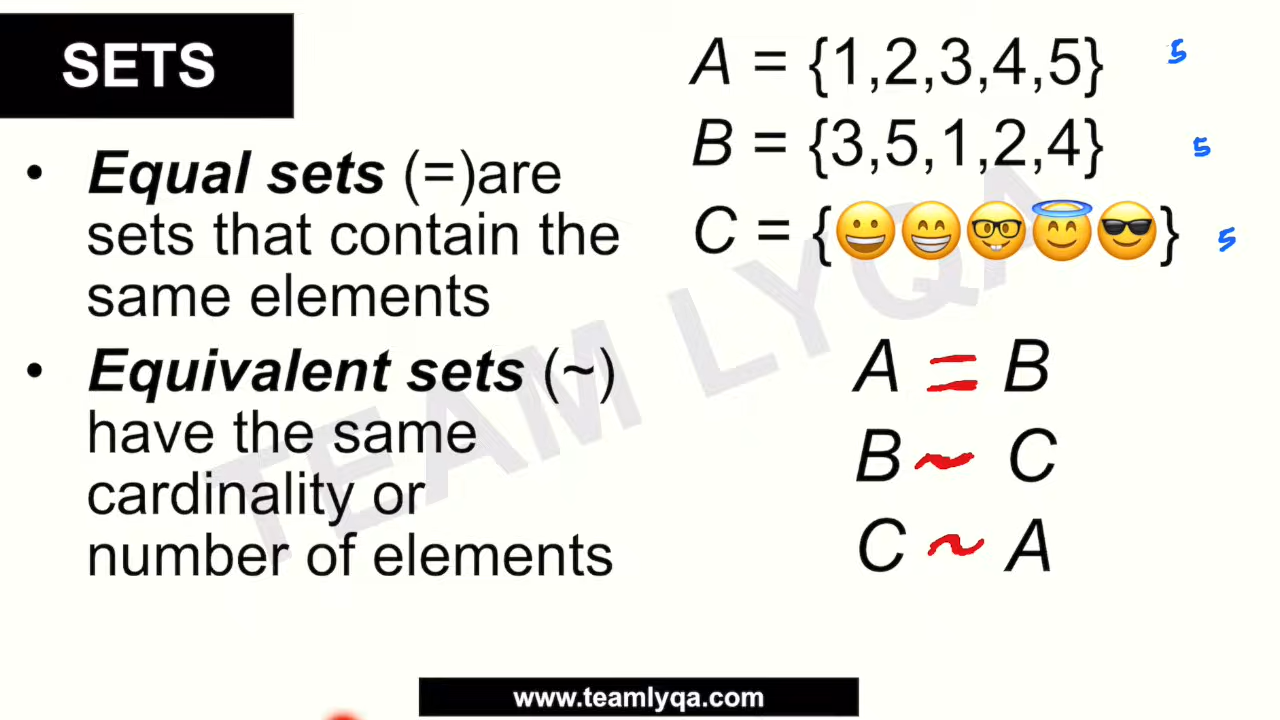 SETS
• Equal sets (=)are
sets that contain the
same elements
• Equivalent sets (~)
have the same
cardinality or
number of elements
A = {1,2,3,4,5} 5
B = {3,5,1,2,4} 5
C = {😀😁🤓😇😎} 5
A = B
B ~ C
C ~ A
TEAM LYQA
www.teamlyqa.com